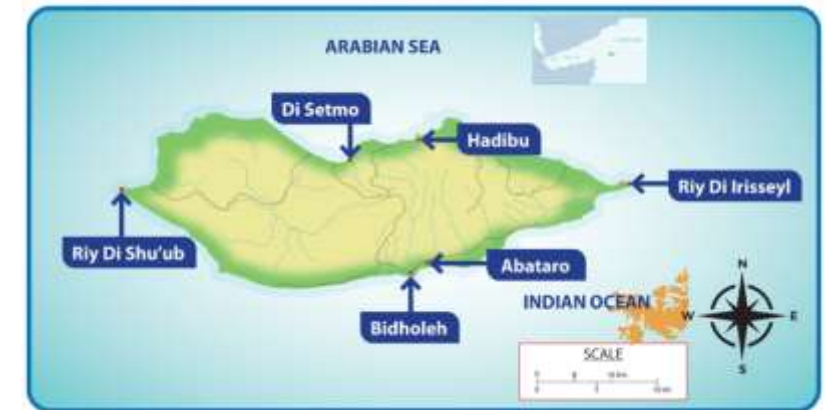 ARABIAN SEA
Di Setmo
Hadibu
Riy Di Irisseyl
Riy Di Shu'ub
Abataro
Bidholeh
INDIAN OCEAN
N
W
E
S
SCALE